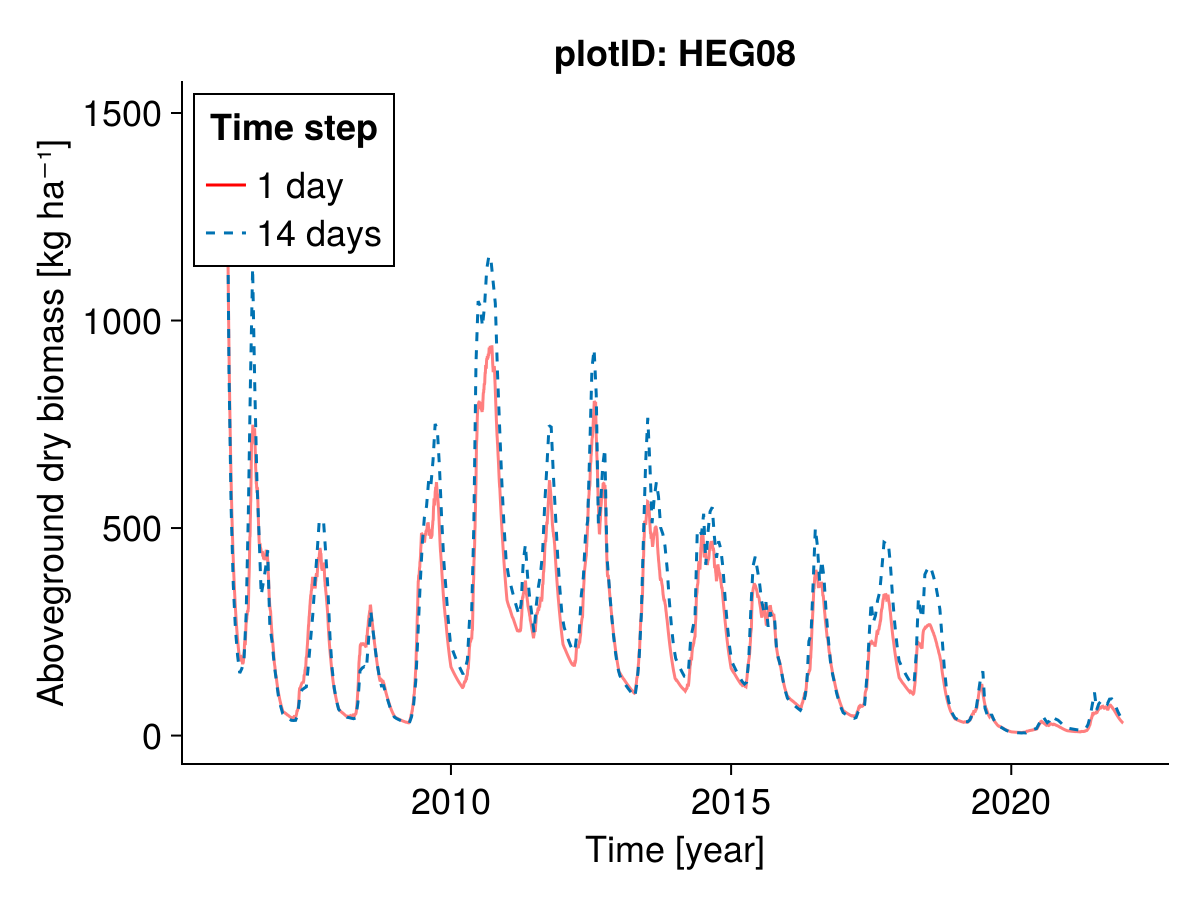 plotID: HEG08
Time step
1 day
14 days
1500
1000
500
0
Aboveground dry biomass [kg ha⁻¹]
2010
2015
2020
Time [year]